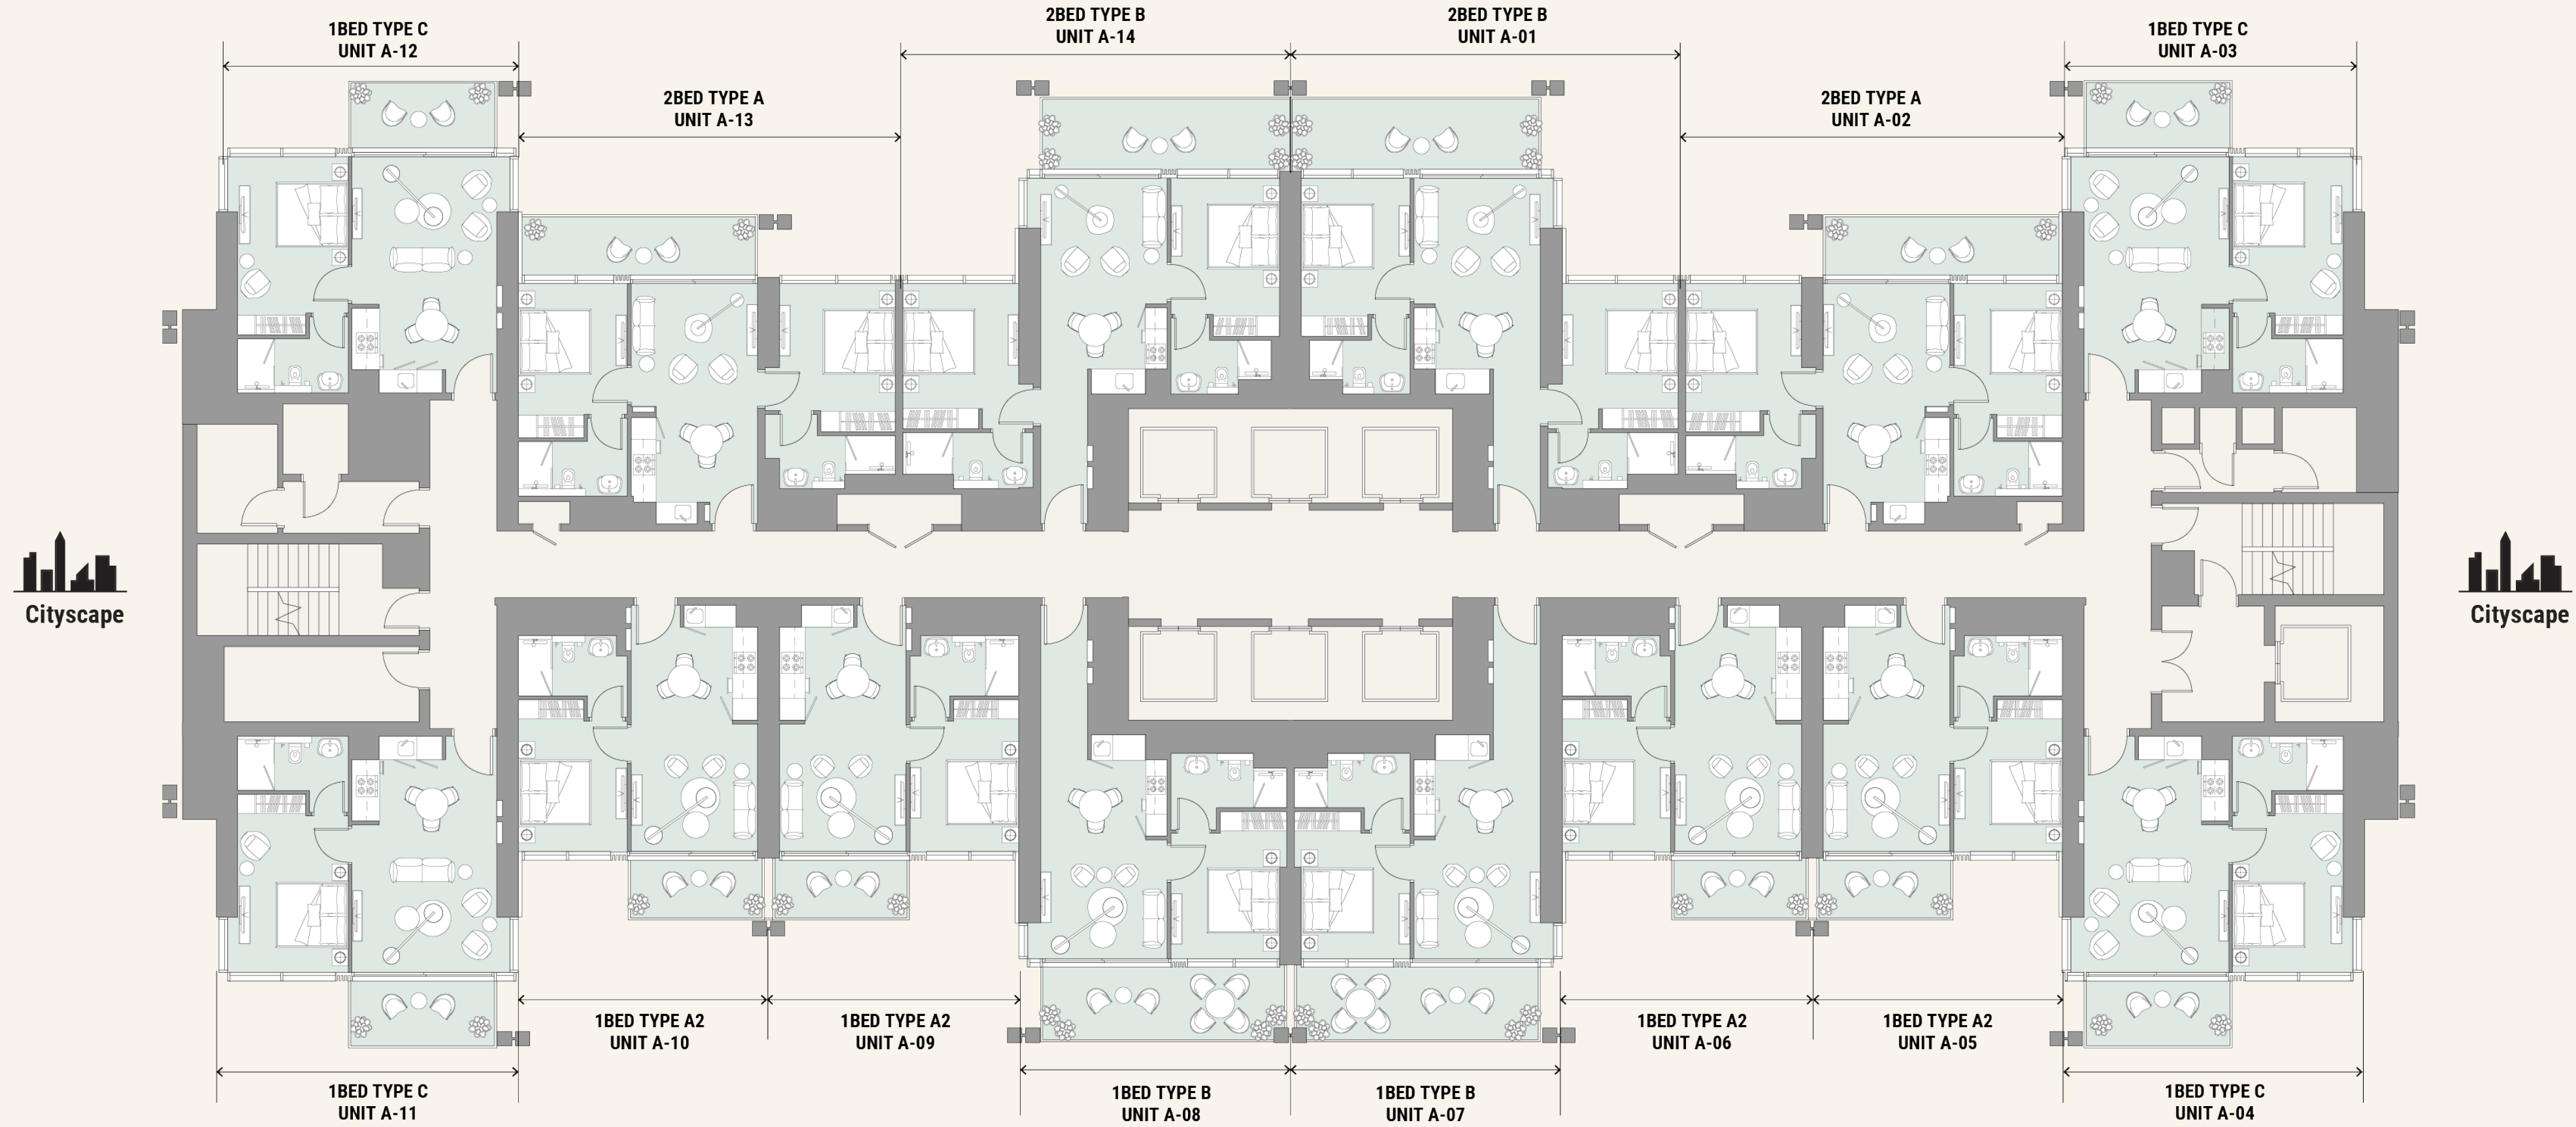 1BED TYPE C
UNIT A-12
2BED TYPE A
UNIT A-13
2BED TYPE B
UNIT A-14
2BED TYPE B
UNIT A-01
2BED TYPE A
UNIT A-02
1BED TYPE C
UNIT A-03
Cityscape
Cityscape
1BED TYPE C
UNIT A-11
1BED TYPE A2
UNIT A-10
1BED TYPE A2
UNIT A-09
1BED TYPE B
UNIT A-08
1BED TYPE B
UNIT A-07
1BED TYPE A2
UNIT A-06
1BED TYPE A2
UNIT A-05
1BED TYPE C
UNIT A-04